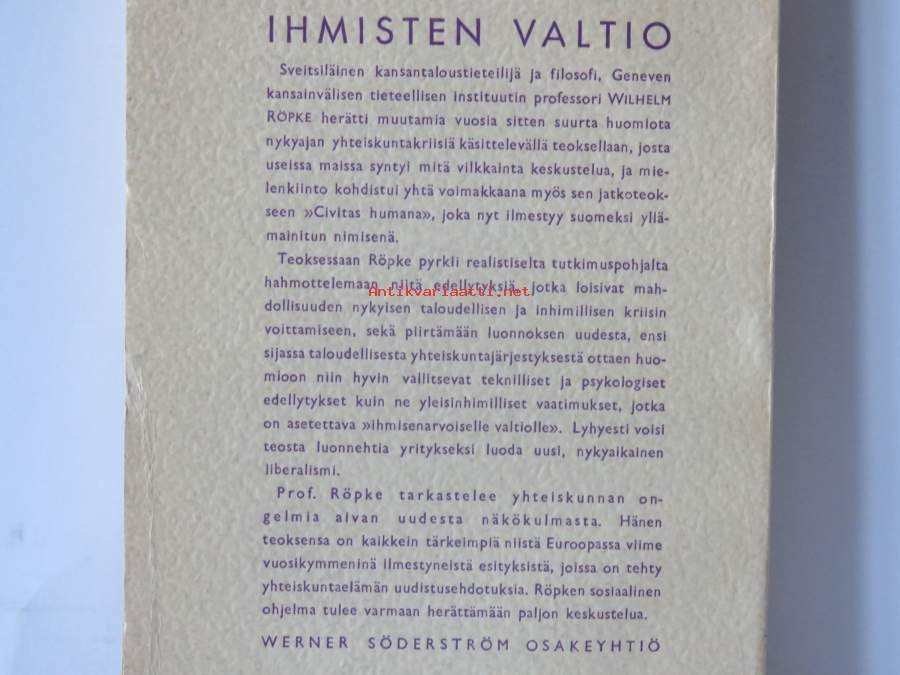 IHMISTEN VALTIO
Sveitsiläinen kansantaloustieteilijä ja filosofi, Geneven
kansainvälisen tieteellisen instituutin professori WILHELM
RÖPKE herätti muutamia vuosia sitten suurta huomiota
nykyajan yhteiskuntakriisiä käsittelevällä teoksellaan, josta
useissa maissa syntyi mitä vilkkainta keskustelua, ja mie-
lenkiinto kohdistui yhtä voimakkaana myös sen jatkoteok-
seen »Civitas humana», joka nyt ilmestyy suomeksi yllä-
mainitun nimisenä.
Teoksessaan Röpke pyrkii realistiselta tutkimuspohjalta
hahmottelemaan niitä edellytyksiä, jotka loisivat mah-
Antikvariaatti.net
dollisuuden nykyisen taloudellisen ja inhimillisen kriisin
voittamiseen, sekä piirtämään luonnoksen uudesta, ensi
sijassa taloudellisesta yhteiskuntajärjestyksestä ottaen huo-
mioon niin hyvin vallitsevat teknilliset ja psykologiset
edellytykset kuin ne yleisinhimilliset vaatimukset, jotka
on asetettava »ihmisenarvoiselle valtiolle». Lyhyesti voisi
teosta luonnehtia yritykseksi luoda uusi, nykyaikainen
liberalismi.
Prof. Röpke tarkastelee yhteiskunnan on-
gelmia aivan uudesta näkökulmasta. Hänen
teoksensa on kaikkein tärkeimpiä niistä Euroopassa viime
vuosikymmeninä ilmestyneistä esityksistä, joissa on tehty
yhteiskuntaelämän uudistusehdotuksia. Röpken sosiaalinen
ohjelma tulee varmaan herättämään paljon keskustelua.
WERNER SÖDERSTRÖM OSAKEYHTIÖ